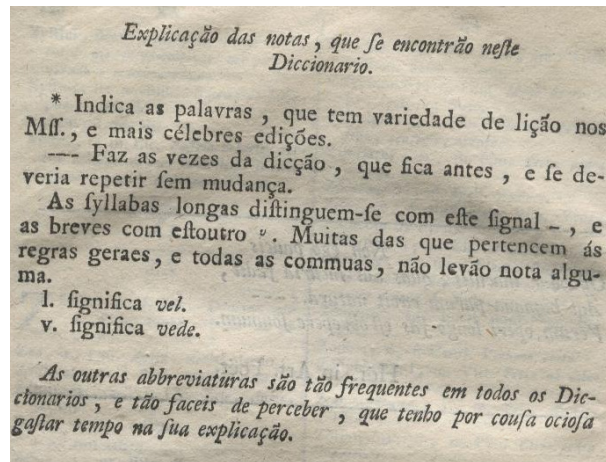 Explicação das notas, que ſe encontrão neſte
Diccionario.
* Indica as palavras, que tem variedade de lição nos
Mſſ., e mais célebres edições.
---- Faz as vezes da dicção, que fica antes, e ſe de-
veria repetir ſem mudança.
As ſyllabas longas diſtinguem-ſe com eſte ſignal -, e
as breves com eſtoutro ᵕ. Muitas das que pertencem ás
regras geraes, e todas as commuas, não levão nota algu-
ma.
l. ſignifica vel.
v. ſignifica vede.
As outras abbreviaturas são tão frequentes em todos os Dic-
cionarios, e tão faceis de perceber, que tenho por couſa ocioſa
gaſtar tempo na ſua explicação.